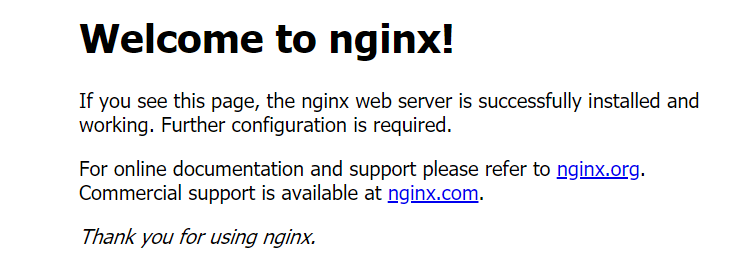 Welcome to nginx!
If you see this page, the nginx web server is successfully installed and
working. Further configuration is required.
For online documentation and support please refer to nginx.org.
Commercial support is available at nginx.com.
Thank you for using nginx.